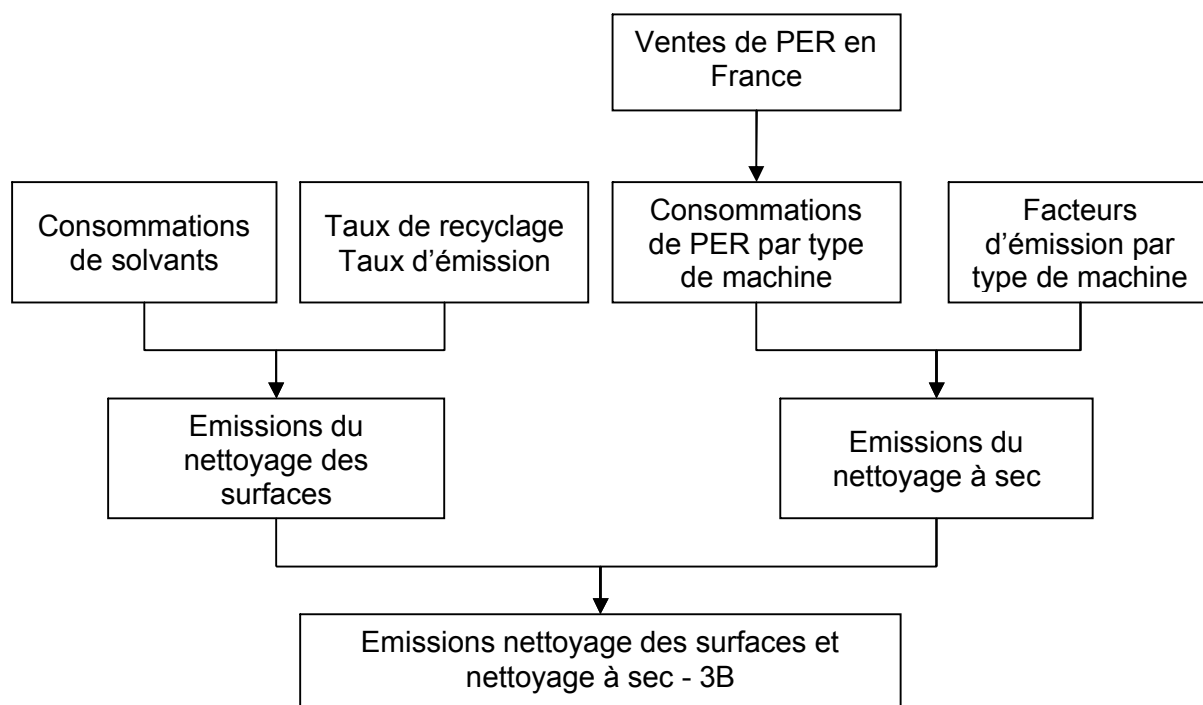 Ventes de PER en
France
Consommations
de solvants
Taux de recyclage
Taux d'émission
Consommations
de PER par type
de machine
Facteurs
d'émission par
type de machine
Emissions du
nettoyage des
surfaces
Emissions du
nettoyage à sec
Emissions nettoyage des surfaces et
nettoyage à sec - 3B